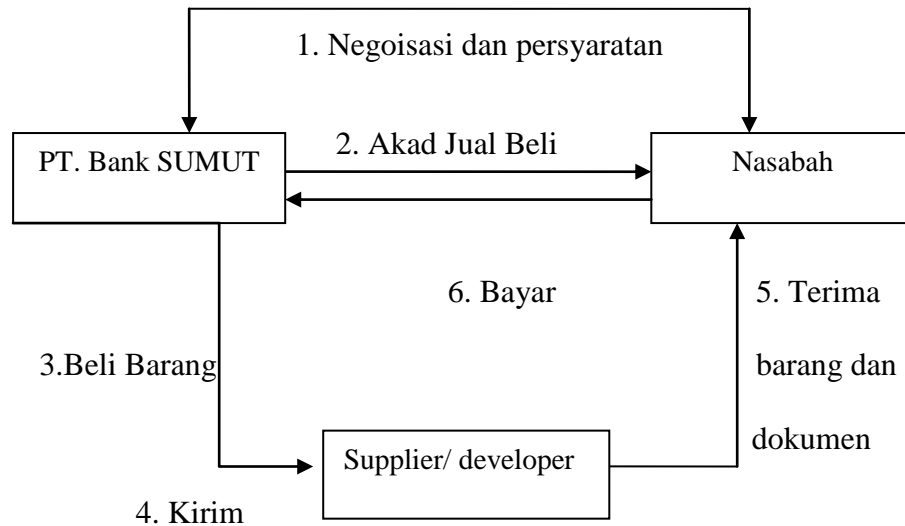 1. Negoisasi dan persyaratan
PT. Bank SUMUT
2. Akad Jual Beli
Nasabah
6. Bayar
5. Terima
barang dan
dokumen
3.Beli Barang
Supplier/ developer
4. Kirim